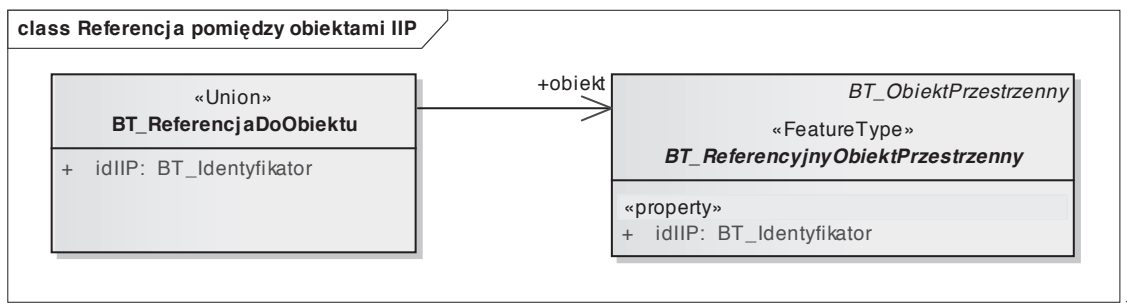 class Referencja pomiędzy obiektami IIP
«Union»
BT_ReferencjaDoObiektu
+ idIIP: BT_Identyfikator
+obiekt
BT_ObiektPrzestrzenny
«FeatureType»
BT_ReferencyjnyObiektPrzestrzenny
«property»
+ idIIP: BT_Identyfikator